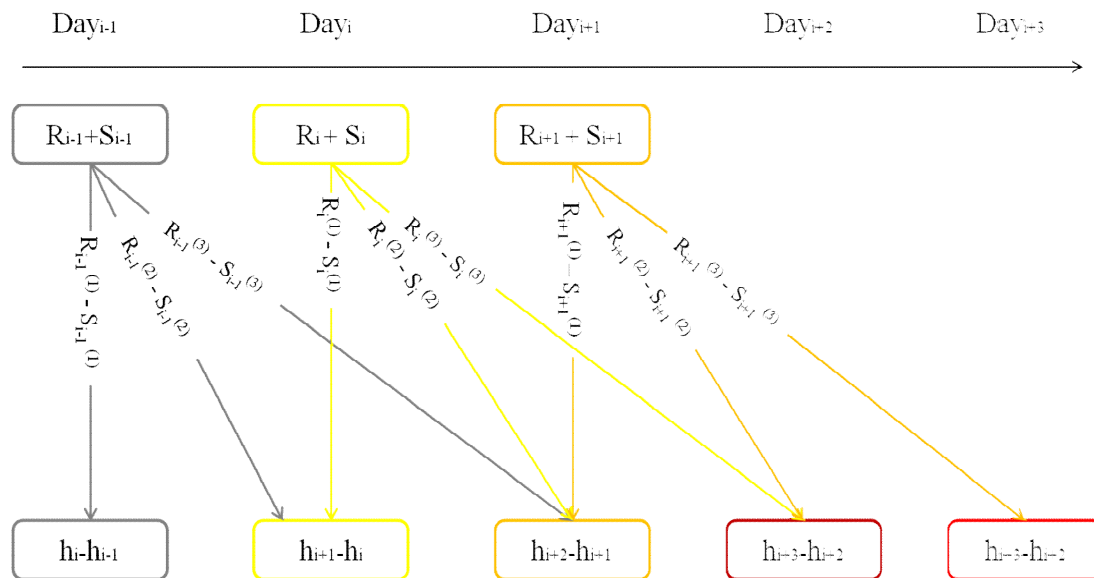 Dayᵢ₋₁ Dayᵢ Dayᵢ₊₁ Dayᵢ₊₂ Dayᵢ₊₃
Rᵢ₋₁+Sᵢ₋₁ Rᵢ + Sᵢ Rᵢ₊₁ + Sᵢ₊₁
Rᵢ₋₁⁽¹⁾ - Sᵢ₋₁⁽¹⁾
Rᵢ₋₁⁽²⁾ - Sᵢ₋₁⁽²⁾
Rᵢ₋₁⁽³⁾ - Sᵢ₋₁⁽³⁾
Rᵢ⁽¹⁾ - Sᵢ⁽¹⁾
Rᵢ⁽²⁾ - Sᵢ⁽²⁾
Rᵢ⁽³⁾ - Sᵢ⁽³⁾
Rᵢ₊₁⁽¹⁾ - Sᵢ₊₁⁽¹⁾
Rᵢ₊₁⁽²⁾ - Sᵢ₊₁⁽²⁾
Rᵢ₊₁⁽³⁾ - Sᵢ₊₁⁽³⁾
hᵢ-hᵢ₋₁ hᵢ₊₁-hᵢ hᵢ₊₂-hᵢ₊₁ hᵢ₊₃-hᵢ₊₂ hᵢ₊₃-hᵢ₊₂